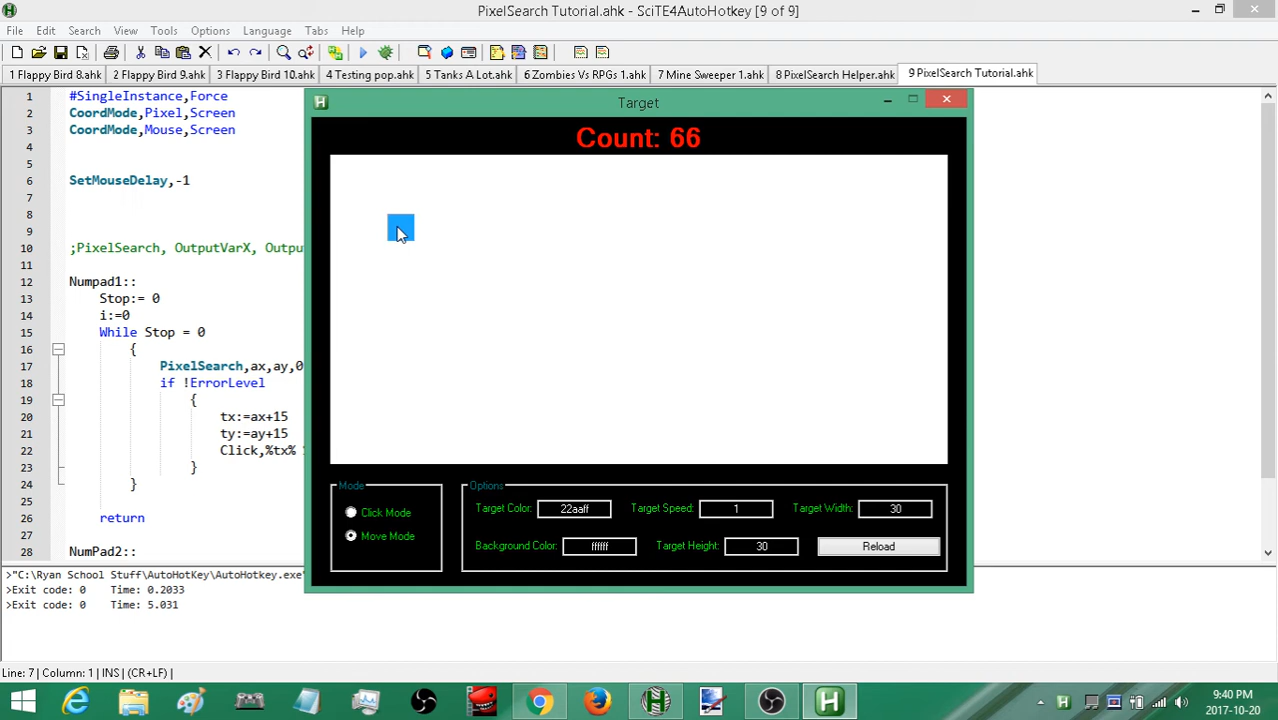 PixelSearch Tutorial.ahk - SciTE4AutoHotkey [9 of 9]
File Edit Search View Tools Options Language Tabs Help
1 Flappy Bird 8.ahk 2 Flappy Bird 9.ahk 3 Flappy Bird 10.ahk 4 Testing pop.ahk 5 Tanks A Lot.ahk 6 Zombies Vs RPGs 1.ahk 7 Mine Sweeper 1.ahk 8 PixelSearch Helper.ahk 9 PixelSearch Tutorial.ahk
1 #SingleInstance,Force
2 CoordMode,Pixel,Screen
3 CoordMode,Mouse,Screen
4
5
6 SetMouseDelay,-1
7
8
9
10 ;PixelSearch, OutputVarX, Outpu
11
12 Numpad1::
13 Stop:= 0
14 i:=0
15 While Stop = 0
16 {
17 PixelSearch,ax,ay,0
18 if !ErrorLevel
19 {
20 tx:=ax+15
21 ty:=ay+15
22 Click,%tx%
23 }
24 }
25
26 return
27
28 NumPad2::
Target
Count: 66
Mode
Click Mode
Move Mode
Options
Target Color: 22aaff Target Speed: 1 Target Width: 30
Background Color: ffffff Target Height: 30 Reload
>"C:\Ryan School Stuff\AutoHotKey\AutoHotkey.exe"
>Exit code: 0 Time: 0.2033
>Exit code: 0 Time: 5.031
Line: 7 | Column: 1 | INS | (CR+LF) |
9:40 PM
2017-10-20